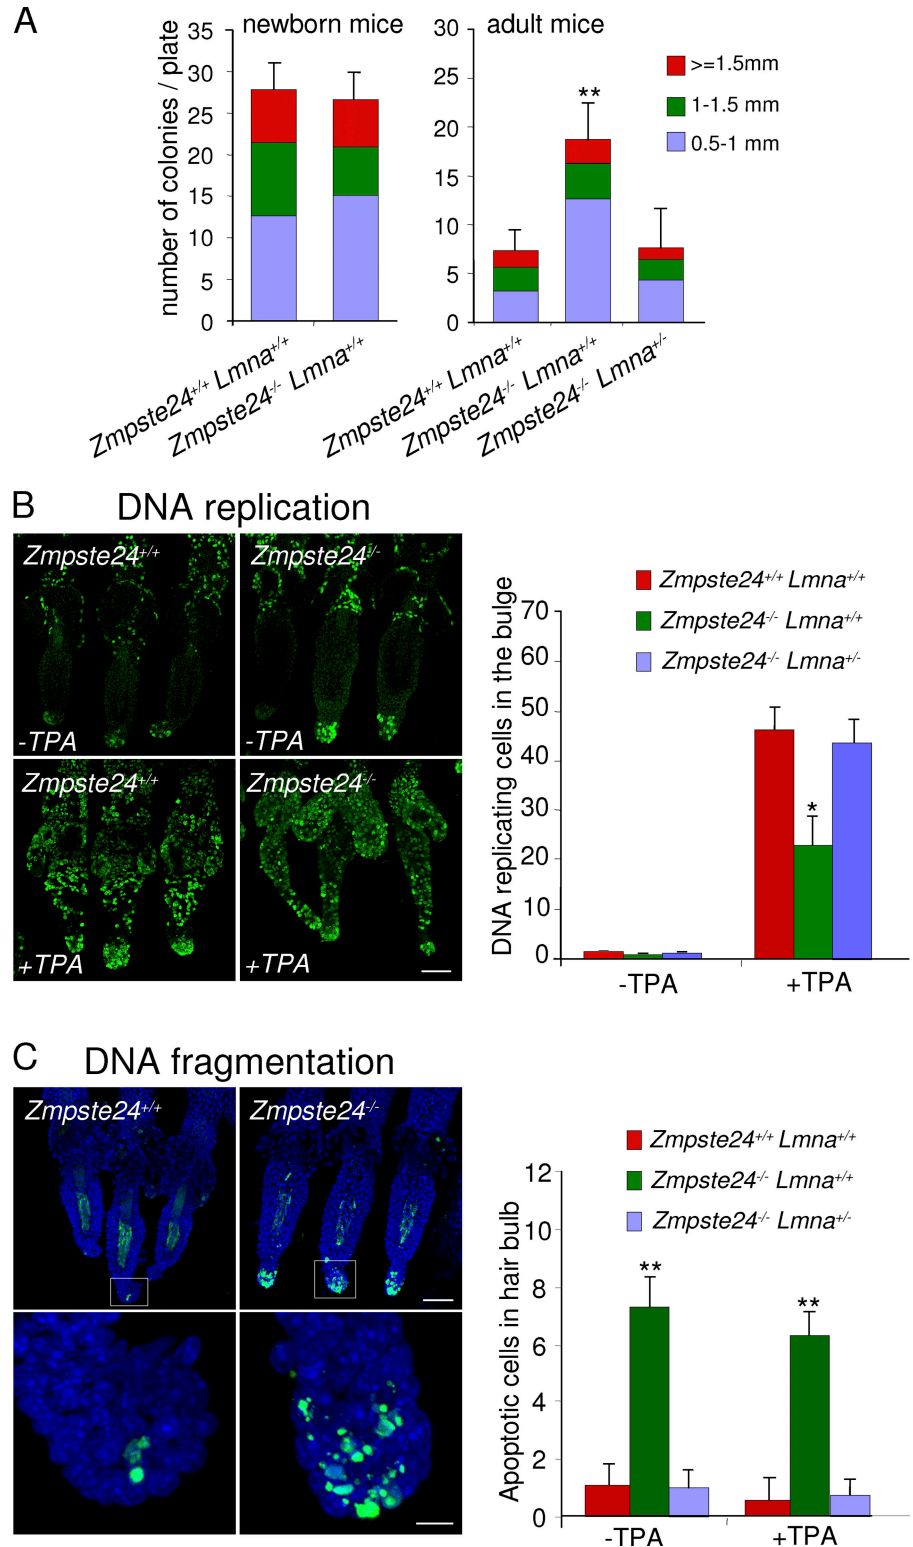 A
newborn mice
adult mice
number of colonies / plate
35
30
25
20
15
10
5
0
30
25
20
15
10
5
0
**
>=1.5mm
1-1.5 mm
0.5-1 mm
Zmpste24+/+ Lmna+/+
Zmpste24-/- Lmna+/+
Zmpste24+/+ Lmna+/+
Zmpste24-/- Lmna+/+
Zmpste24-/- Lmna+/-
B
DNA replication
Zmpste24+/+
Zmpste24-/-
-TPA
-TPA
Zmpste24+/+
Zmpste24-/-
+TPA
+TPA
DNA replicating cells in the bulge
Zmpste24+/+ Lmna+/+
Zmpste24-/- Lmna+/+
Zmpste24-/- Lmna+/-
70
60
50
40
30
20
10
0
*
-TPA
+TPA
C
DNA fragmentation
Zmpste24+/+
Zmpste24-/-
Apoptotic cells in hair bulb
Zmpste24+/+ Lmna+/+
Zmpste24-/- Lmna+/+
Zmpste24-/- Lmna+/-
12
10
8
6
4
2
0
**
**
-TPA
+TPA